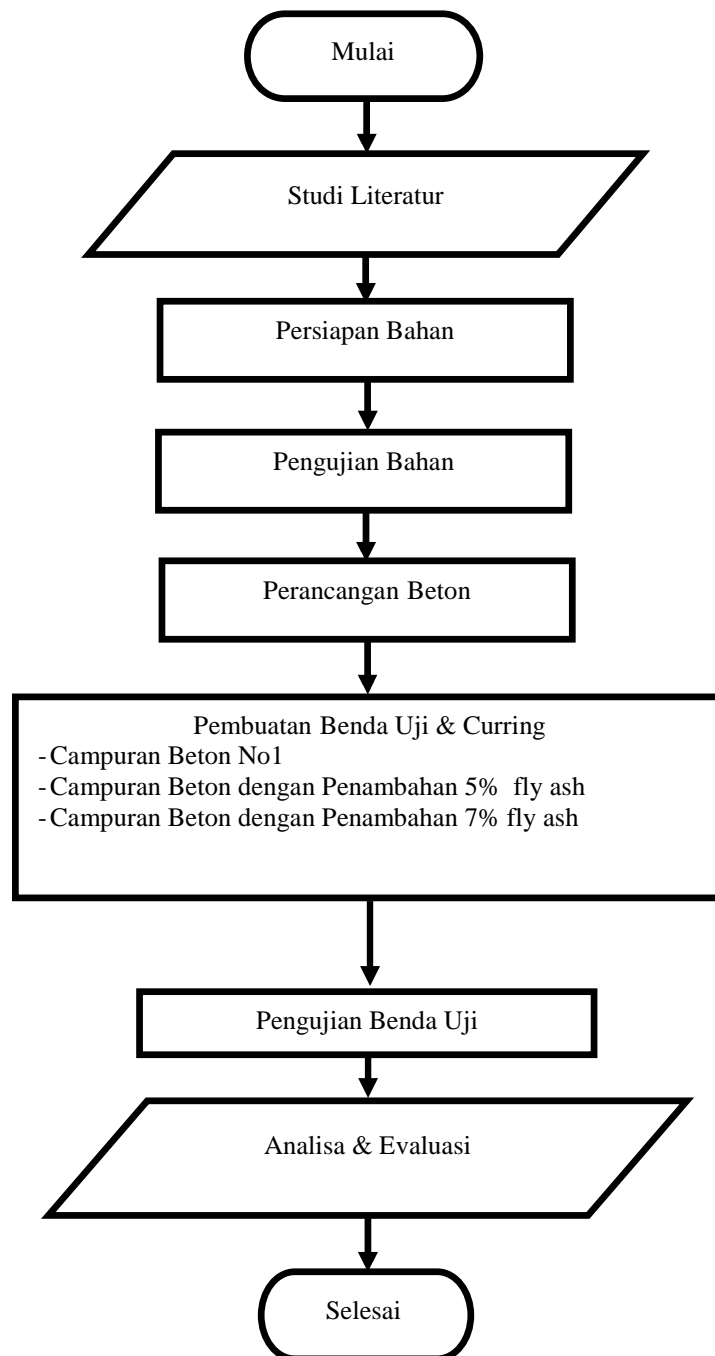 Mulai
Studi Literatur
Persiapan Bahan
Pengujian Bahan
Perancangan Beton
Pembuatan Benda Uji & Curring
-Campuran Beton No1
-Campuran Beton dengan Penambahan 5% fly ash
-Campuran Beton dengan Penambahan 7% fly ash
Pengujian Benda Uji
Analisa & Evaluasi
Selesai